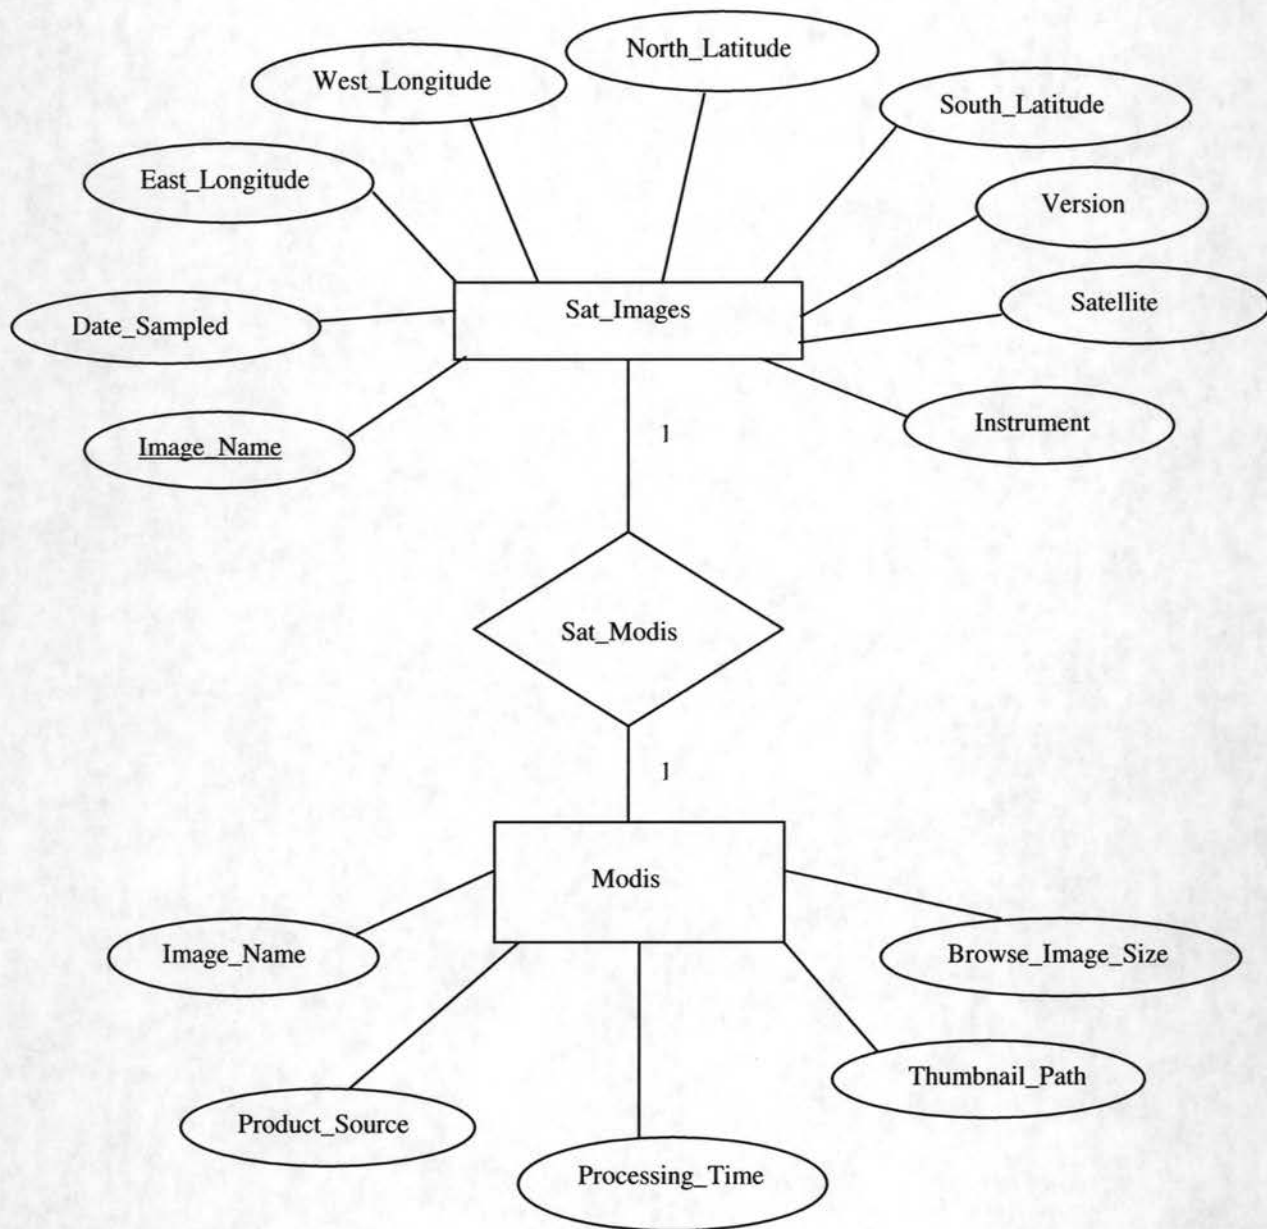 North_Latitude
West_Longitude
South_Latitude
East_Longitude
Version
Satellite
Sat_Images
Date_Sampled
Instrument
Image_Name
1
Sat_Modis
1
Modis
Image_Name
Browse_Image_Size
Thumbnail_Path
Product_Source
Processing_Time